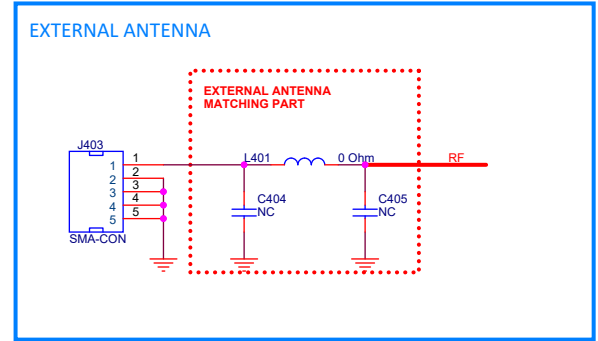 EXTERNAL ANTENNA
EXTERNAL ANTENNA
MATCHING PART
J403
1 1
2 2
3 3
4 4
5 5
SMA-CON
L401 0 Ohm RF
C404
NC
C405
NC